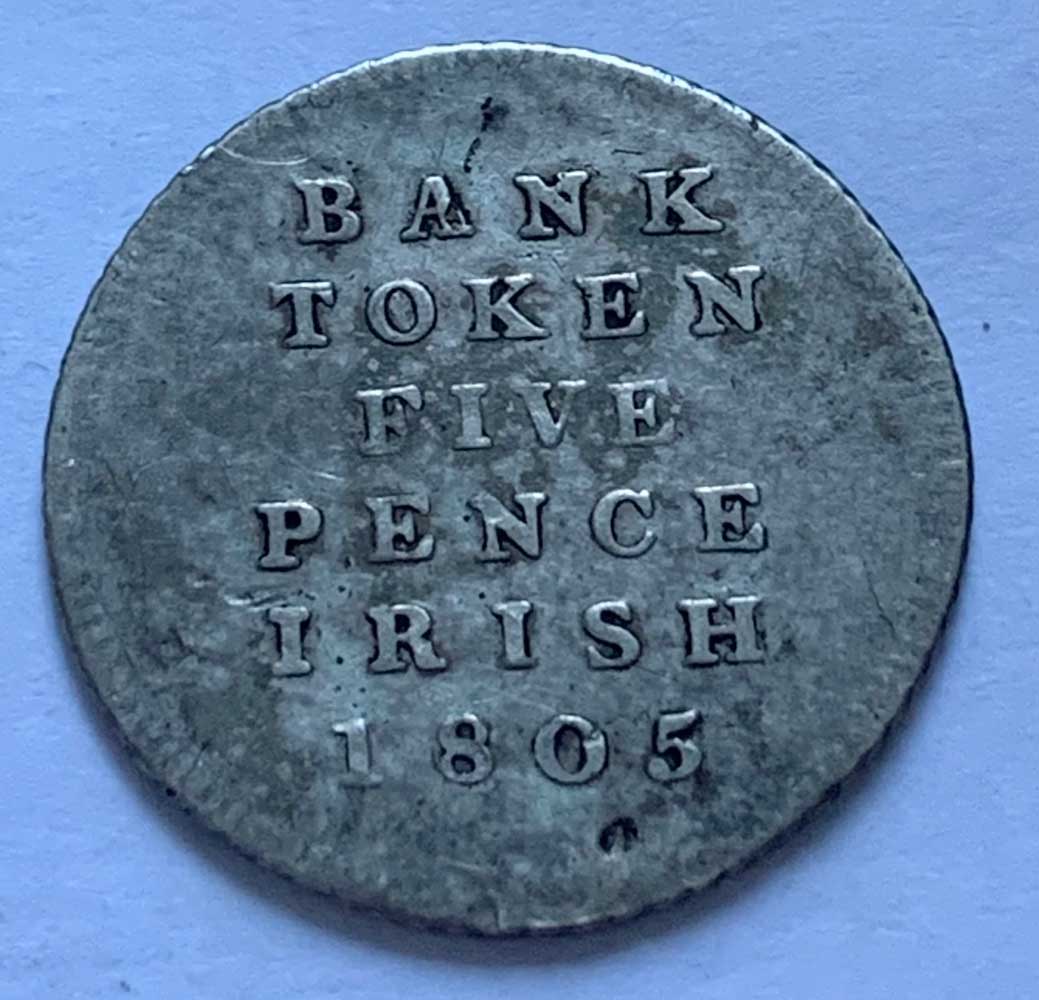 BANK
TOKEN
FIVE
PENCE
IRISH
1805